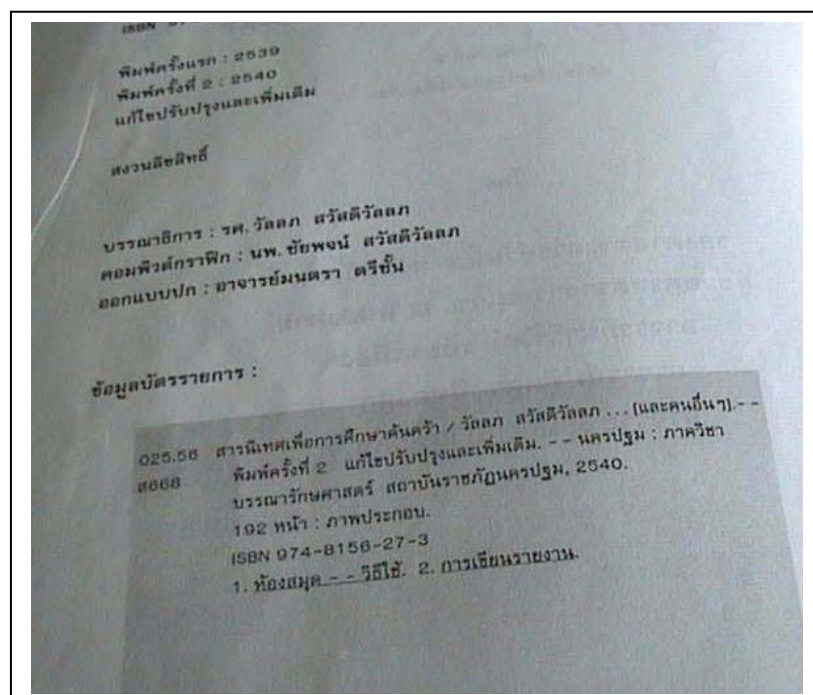 ISBN
พิมพ์ครั้งแรก : 2539
พิมพ์ครั้งที่ 2 : 2540
แก้ไขปรับปรุงและเพิ่มเติม
สงวนลิขสิทธิ์
บรรณาธิการ : รศ. วัลลภ สวัสดิวัลลภ
คอมพิวต์กราฟิก : นพ. ชัยพจน์ สวัสดิวัลลภ
ออกแบบปก : อาจารย์มนตรา ตรีชั้น
ข้อมูลบัตรรายการ :
025.56 สารนิเทศเพื่อการศึกษาค้นคว้า / วัลลภ สวัสดิวัลลภ ... [และคนอื่นๆ].- -
ส668 พิมพ์ครั้งที่ 2 แก้ไขปรับปรุงและเพิ่มเติม. - - นครปฐม : ภาควิชา
บรรณารักษศาสตร์ สถาบันราชภัฏนครปฐม, 2540.
192 หน้า : ภาพประกอบ.
ISBN 974-8156-27-3
1. ห้องสมุด - - วิธีใช้. 2. การเขียนรายงาน.